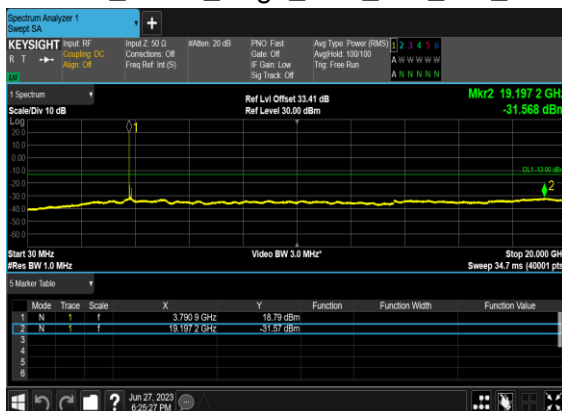 Spectrum Analyzer 1
Swept SA
KEYSIGHT
R T
Input: RF
Coupling: DC
Align: Off
Input Z: 50 Ω
Corrections: Off
Freq Ref: Int (S)
#Atten: 20 dB
PNO: Fast
Gate: Off
IF Gain: Low
Sig Track: Off
Avg Type: Power (RMS)
Avg|Hold: 100/100
Trig: Free Run
1 2 3 4 5 6
A W W W W W
A N N N N N
1 Spectrum
Scale/Div 10 dB
Ref Lvl Offset 33.41 dB
Ref Level 30.00 dBm
Mkr2 19.197 2 GHz
-31.568 dBm
Log
20.0
10.0
0.00
-10.0
-20.0
-30.0
-40.0
-50.0
-60.0
1
DL1 -13.00 dBm
2
Start 30 MHz
#Res BW 1.0 MHz
Video BW 3.0 MHz*
Stop 20.000 GHz
Sweep 34.7 ms (40001 pts)
5 Marker Table
Mode Trace Scale X Y Function Function Width Function Value
1 N 1 f 3.790 9 GHz 18.79 dBm
2 N 1 f 19.197 2 GHz -31.57 dBm
3
4
5
6
?
Jun 27, 2023
6:25:27 PM